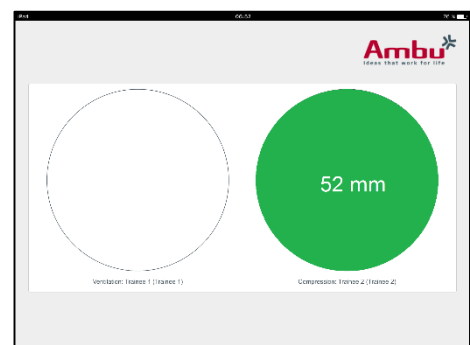 iPad
Ambu
Ideas that work for life
52 mm
Ventilation: Trainee 1 (Trainee 1)
Compression: Trainee 2 (Trainee 2)